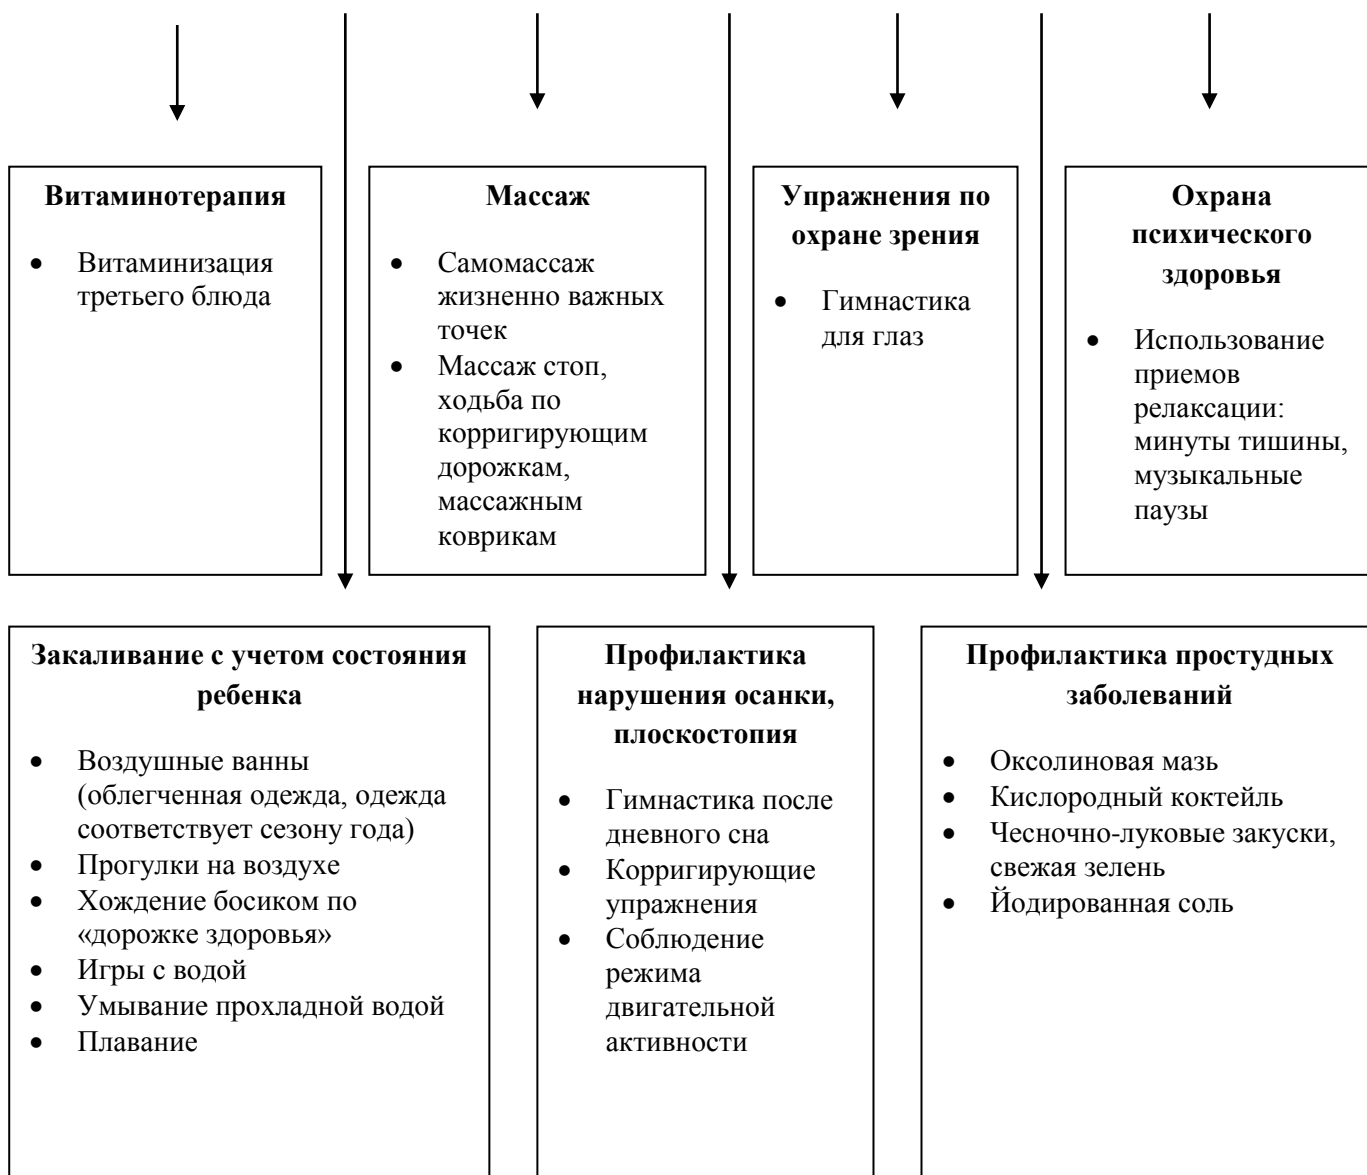 Витаминотерапия
• Витаминизация
третьего блюда
Массаж
• Самомассаж
жизненно важных
точек
• Массаж стоп,
ходьба по
корригирующим
дорожкам,
массажным
коврикам
Упражнения по
охране зрения
• Гимнастика
для глаз
Охрана
психического
здоровья
• Использование
приемов
релаксации:
минуты тишины,
музыкальные
паузы
Закаливание с учетом состояния
ребенка
• Воздушные ванны
(облегченная одежда, одежда
соответствует сезону года)
• Прогулки на воздухе
• Хождение босиком по
«дорожке здоровья»
• Игры с водой
• Умывание прохладной водой
• Плавание
Профилактика
нарушения осанки,
плоскостопия
• Гимнастика после
дневного сна
• Корригирующие
упражнения
• Соблюдение
режима
двигательной
активности
Профилактика простудных
заболеваний
• Оксолиновая мазь
• Кислородный коктейль
• Чесночно-луковые закуски,
свежая зелень
• Йодированная соль